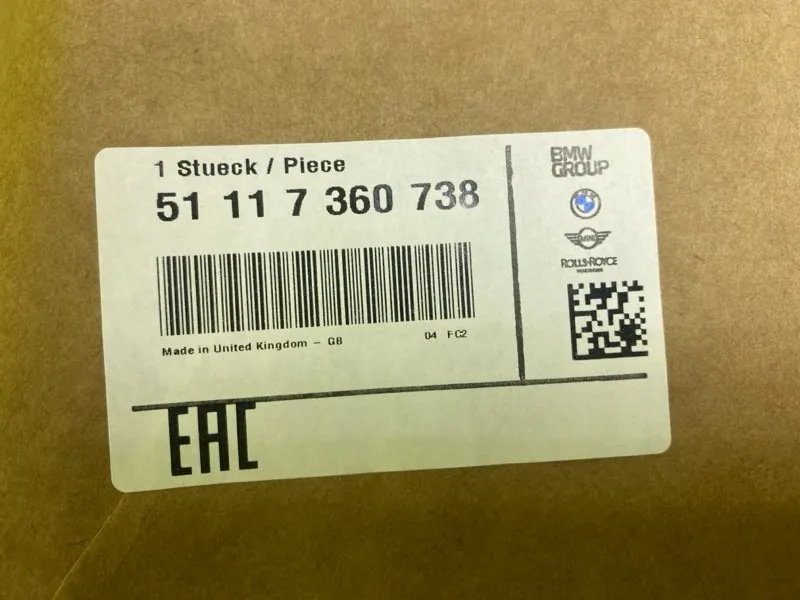 1 Stueck / Piece
51 11 7 360 738
Made in United Kingdom - GB
04 FC2
EAC
BMW
GROUP
MINI
ROLLS-ROYCE